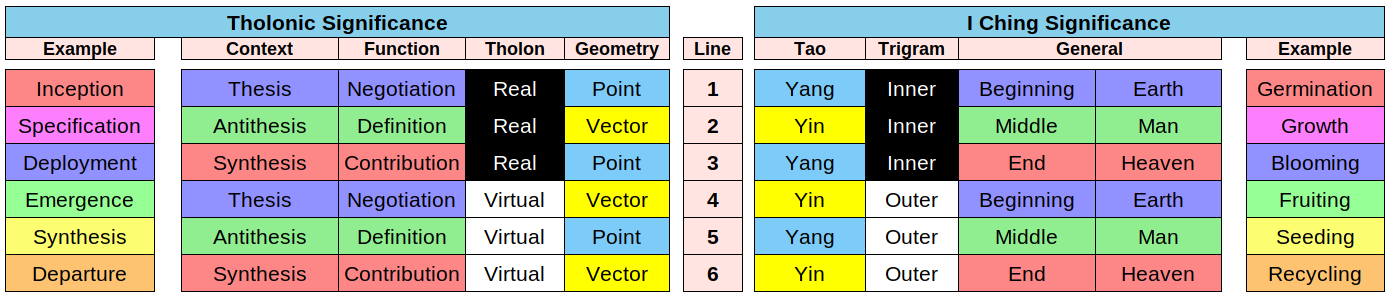 Tholonic Significance I Ching Significance
Example Context Function Tholon Geometry Line Tao Trigram General Example
Inception Thesis Negotiation Real Point 1 Yang Inner Beginning Earth Germination
Specification Antithesis Definition Real Vector 2 Yin Inner Middle Man Growth
Deployment Synthesis Contribution Real Point 3 Yang Inner End Heaven Blooming
Emergence Thesis Negotiation Virtual Vector 4 Yin Outer Beginning Earth Fruiting
Synthesis Antithesis Definition Virtual Point 5 Yang Outer Middle Man Seeding
Departure Synthesis Contribution Virtual Vector 6 Yin Outer End Heaven Recycling